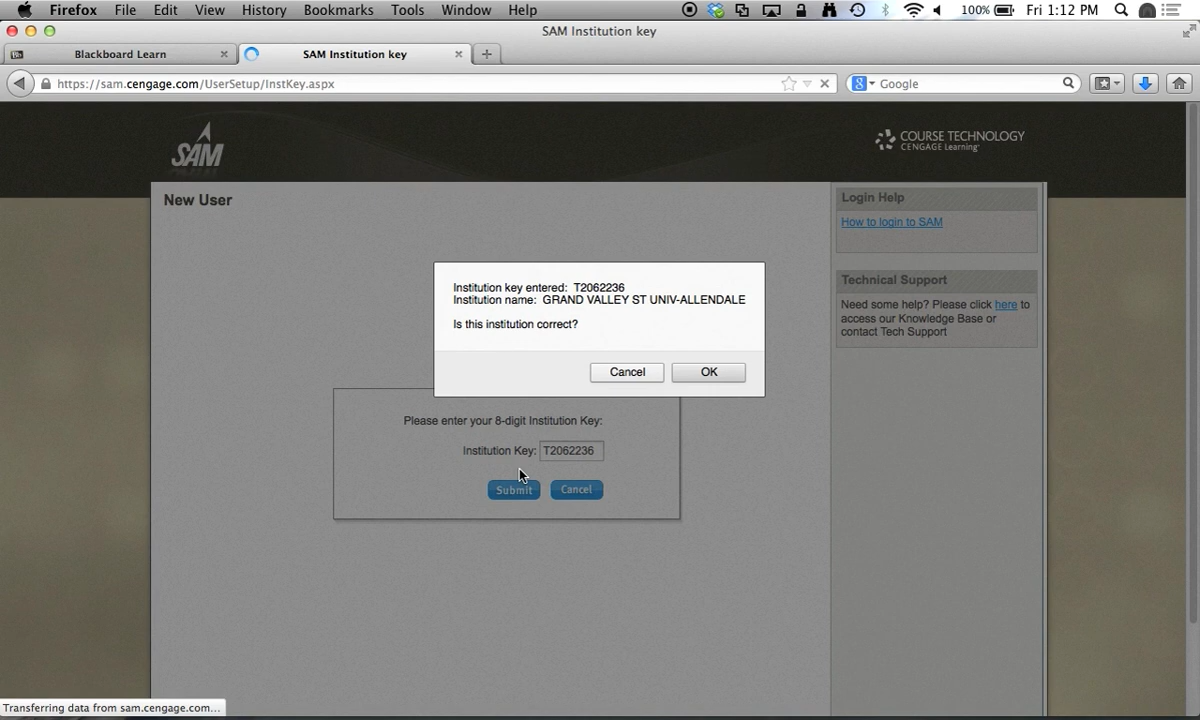 Firefox File Edit View History Bookmarks Tools Window Help 100% Fri 1:12 PM
SAM Institution key
Blackboard Learn SAM Institution key
https://sam.cengage.com/UserSetup/InstKey.aspx Google
SAM
COURSE TECHNOLOGY
CENGAGE Learning
New User
Login Help
How to login to SAM
Technical Support
Need some help? Please click here to
access our Knowledge Base or
contact Tech Support
Institution key entered: T2062236
Institution name: GRAND VALLEY ST UNIV-ALLENDALE
Is this institution correct?
Cancel OK
Please enter your 8-digit Institution Key:
Institution Key: T2062236
Submit Cancel
Transferring data from sam.cengage.com...